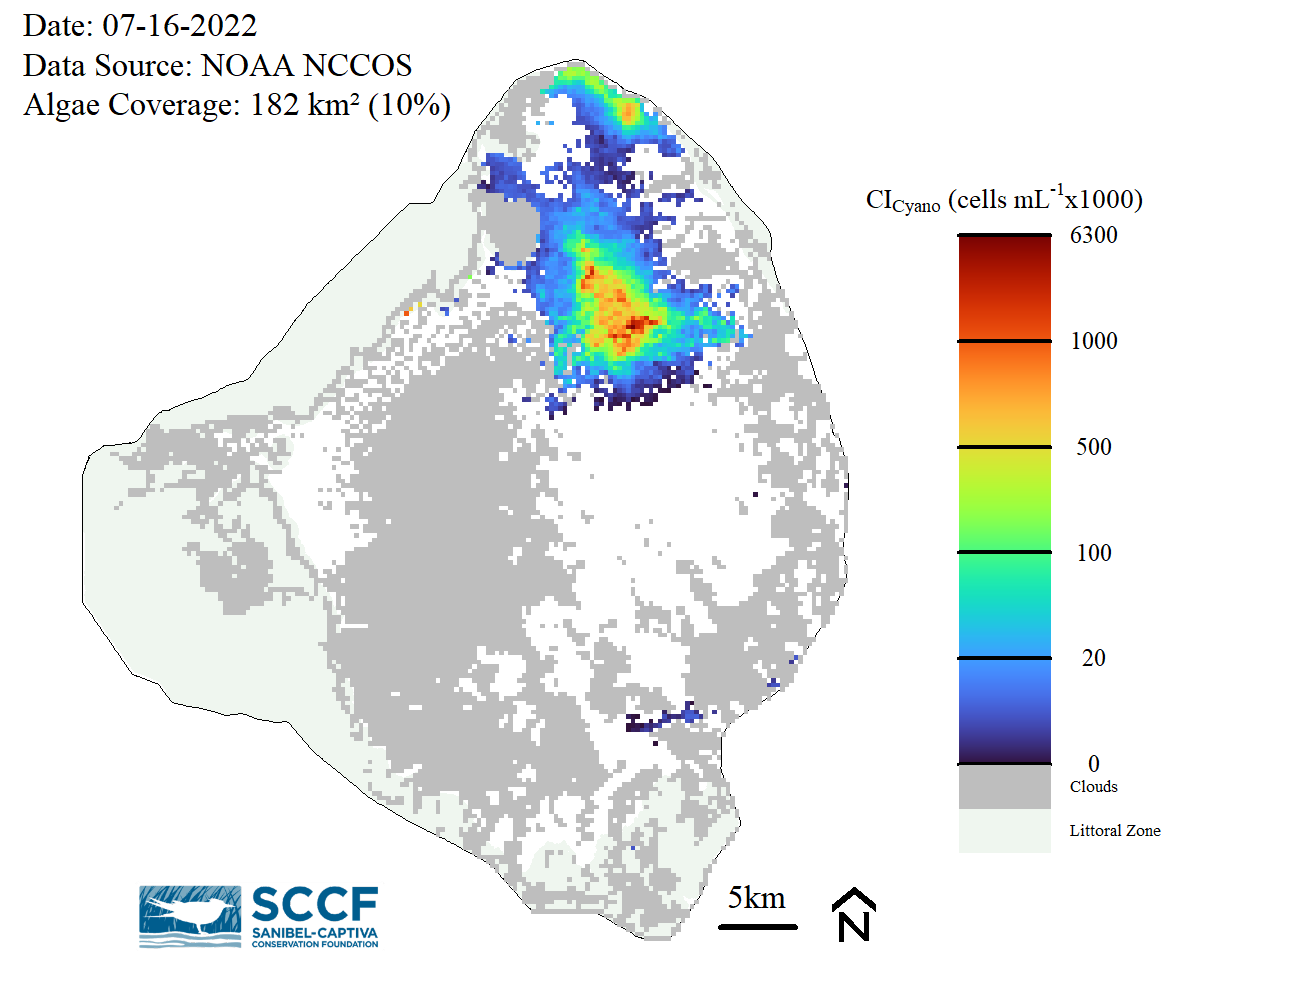 Date: 07-16-2022
Data Source: NOAA NCCOS
Algae Coverage: 182 km² (10%)
CICyano (cells mL-1x1000)
6300
1000
500
100
20
0
Clouds
Littoral Zone
SCCF
SANIBEL-CAPTIVA
CONSERVATION FOUNDATION
5km
N